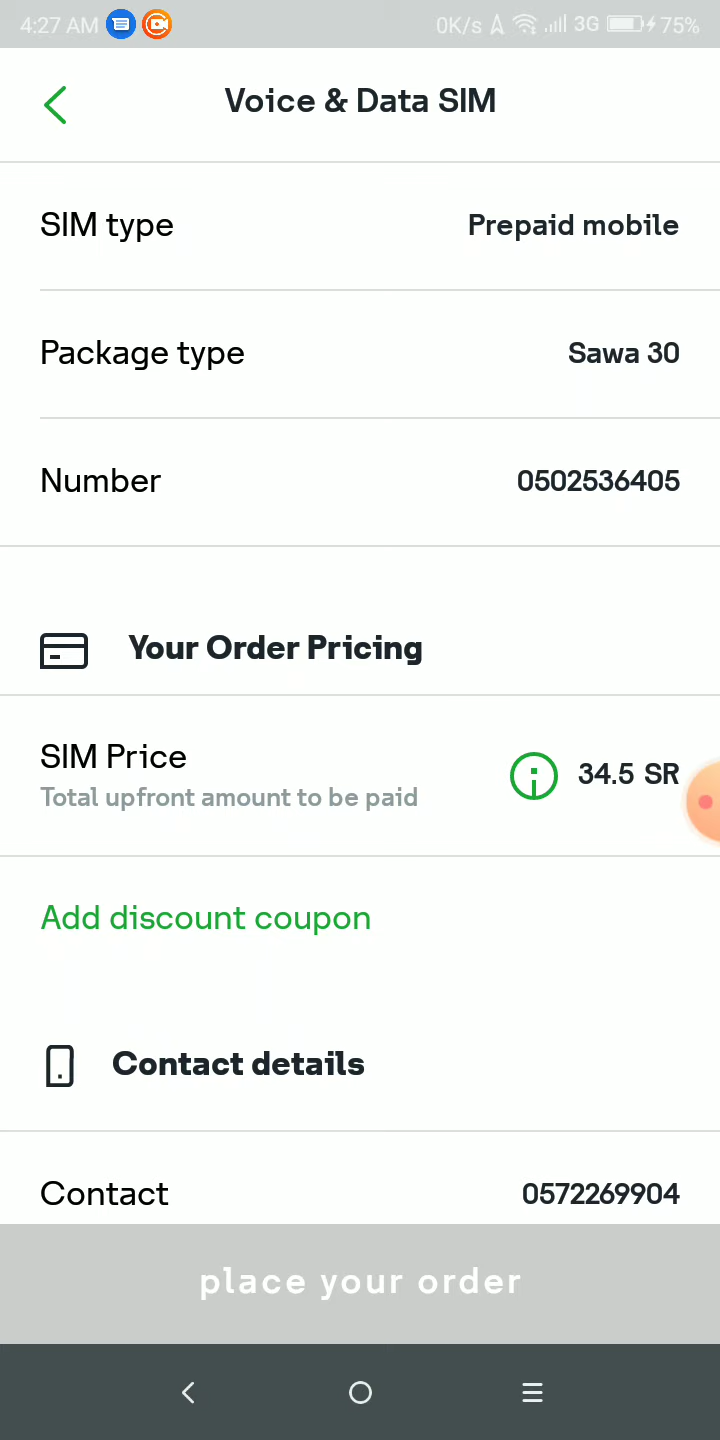 4:27 AM 0K/s 3G 75%
Voice & Data SIM
SIM type Prepaid mobile
Package type Sawa 30
Number 0502536405
Your Order Pricing
SIM Price 34.5 SR
Total upfront amount to be paid
Add discount coupon
Contact details
Contact 0572269904
place your order